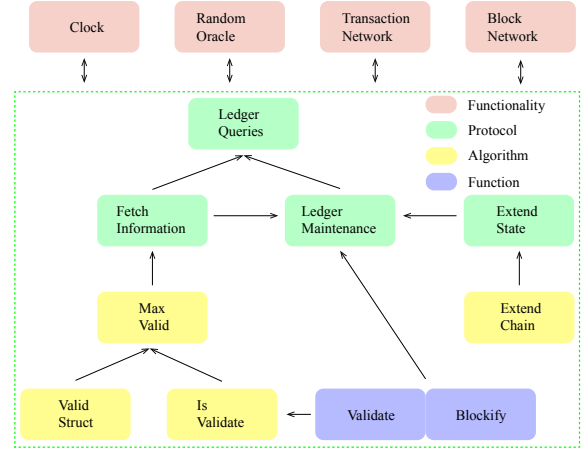 Clock
Random
Oracle
Transaction
Network
Block
Network
Ledger
Queries
Functionality
Protocol
Algorithm
Function
Fetch
Information
Ledger
Maintenance
Extend
State
Max
Valid
Extend
Chain
Valid
Struct
Is
Validate
Validate
Blockify